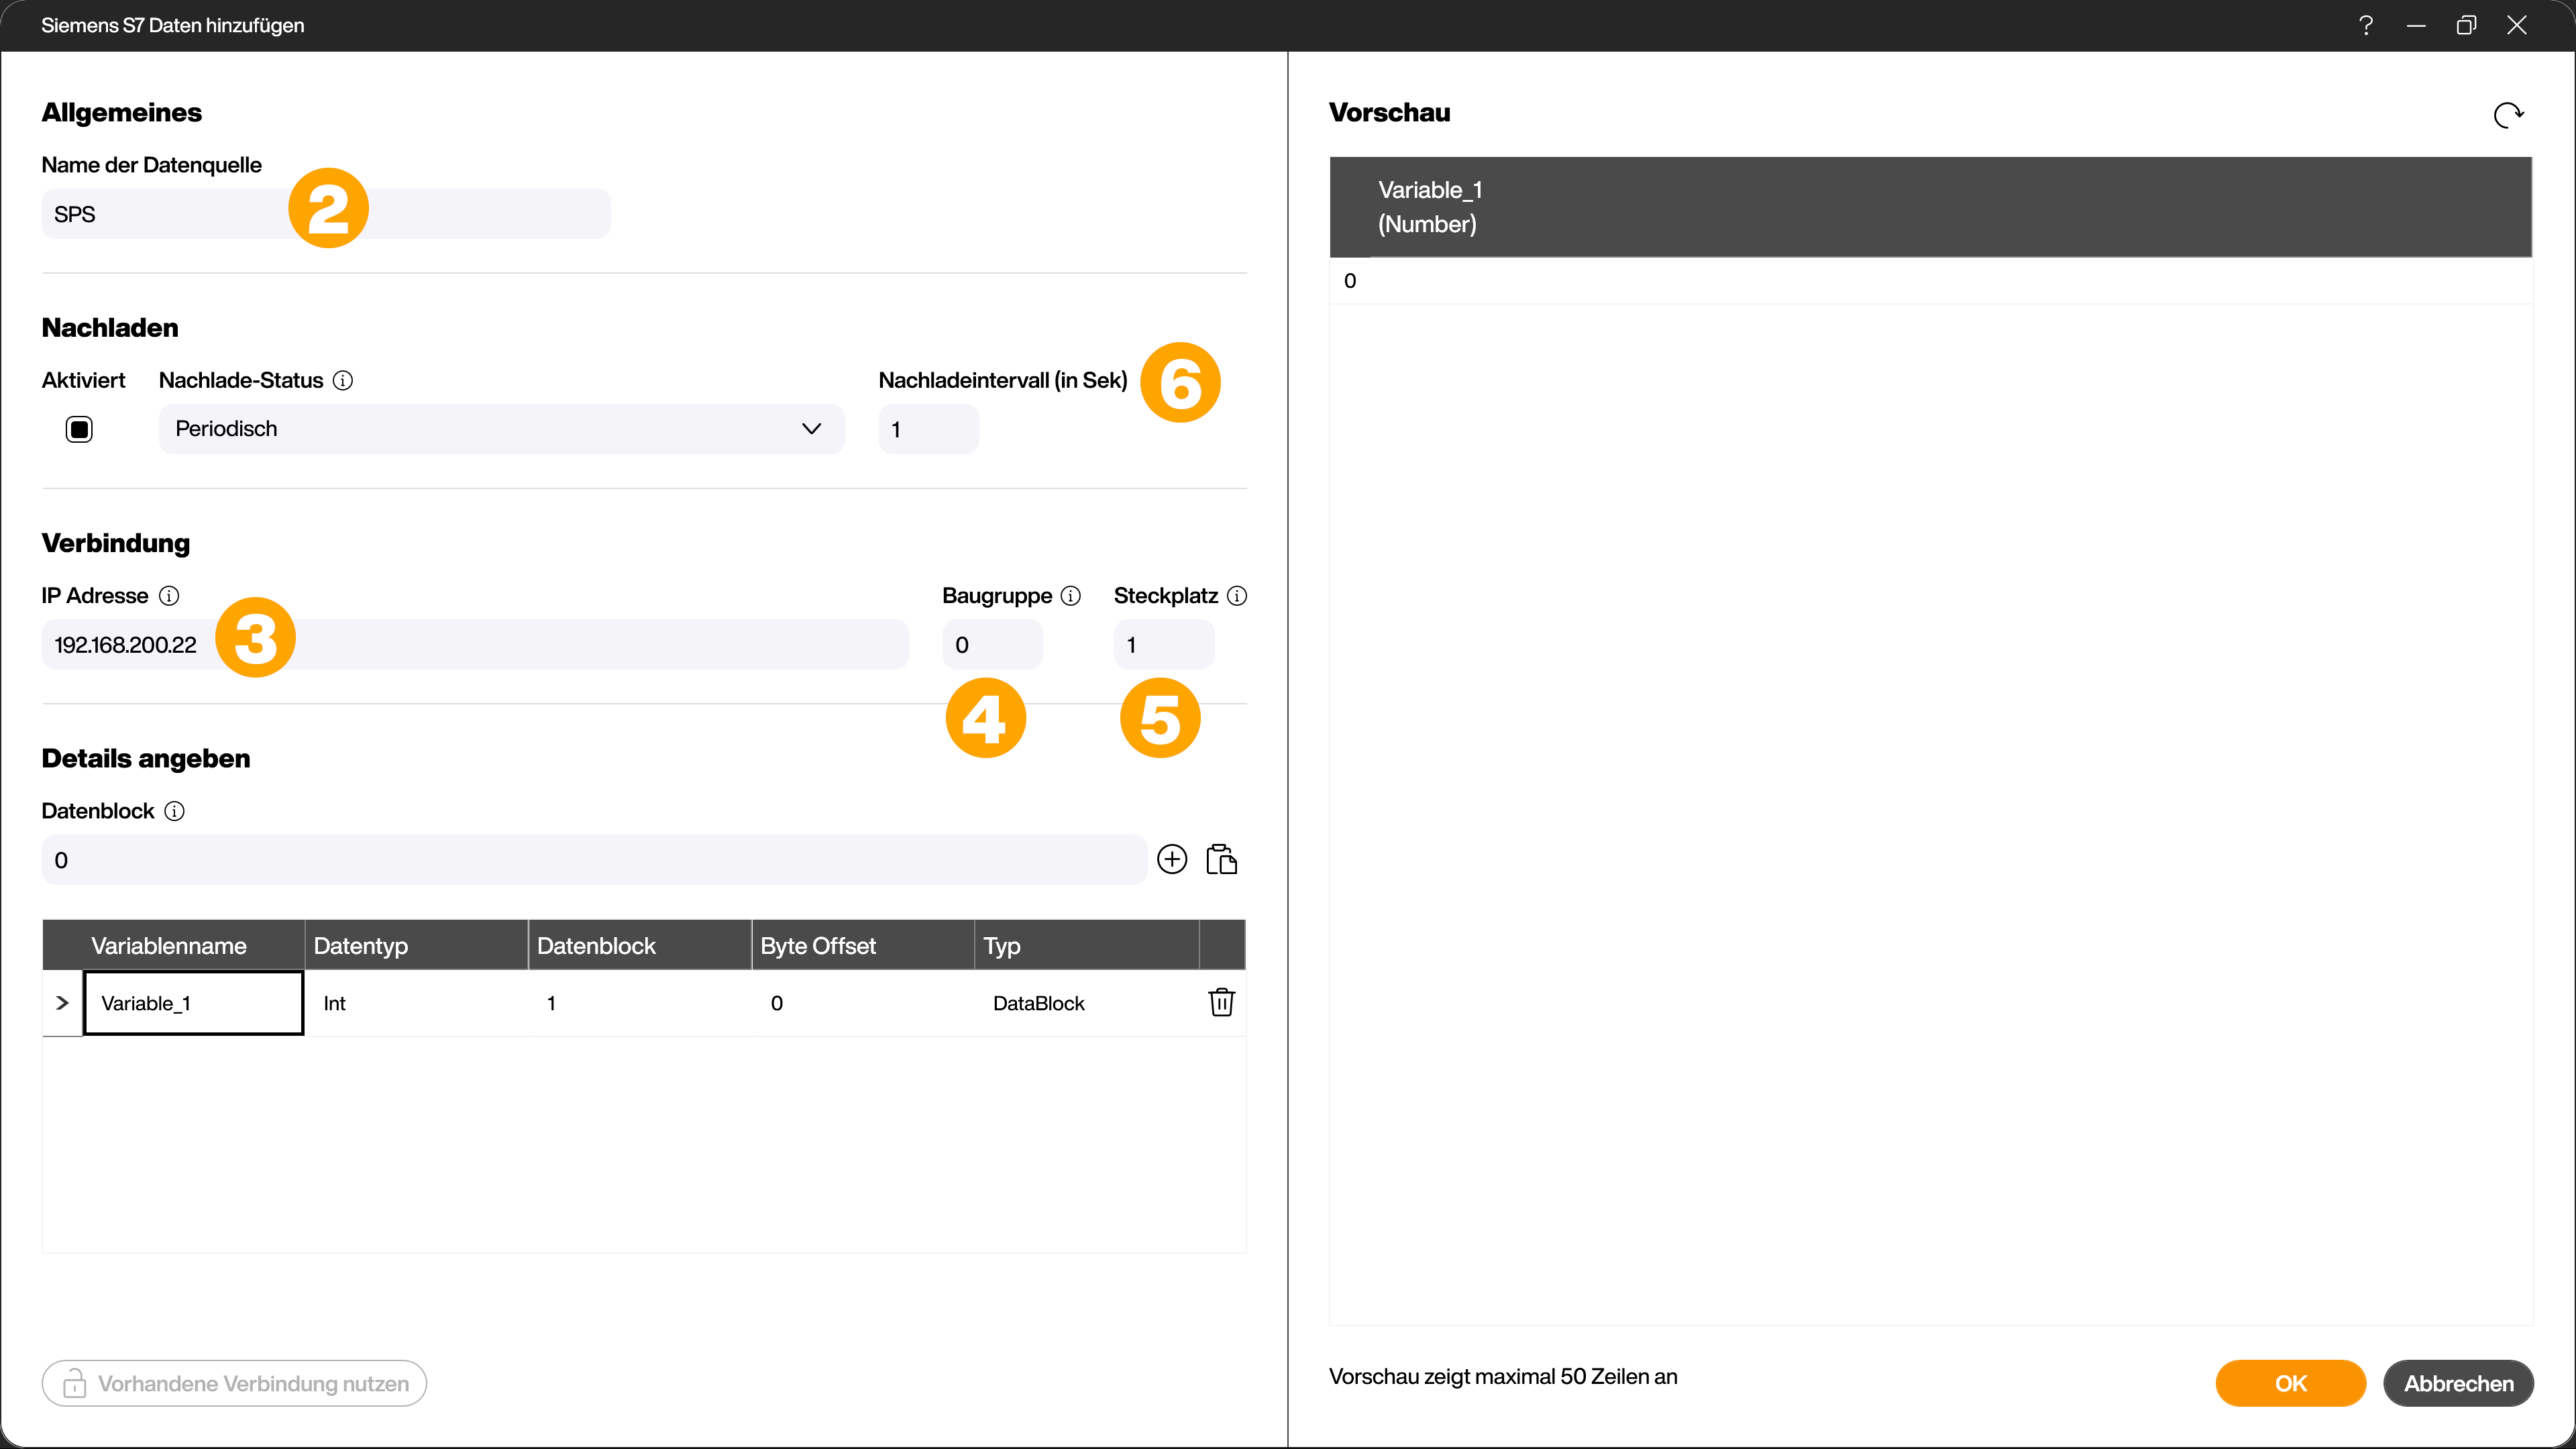 Siemens S7 Daten hinzufügen
?
Allgemeines
Name der Datenquelle
SPS
2
Nachladen
Aktiviert Nachlade-Status Nachladeintervall (in Sek)
6
Periodisch 1
Verbindung
IP Adresse Baugruppe Steckplatz
192.168.200.22 0 1
3
4 5
Details angeben
Datenblock
0
Variablenname Datentyp Datenblock Byte Offset Typ
Variable_1 Int 1 0 DataBlock
Vorhandene Verbindung nutzen
Vorschau
Variable_1
(Number)
0
Vorschau zeigt maximal 50 Zeilen an
OK Abbrechen